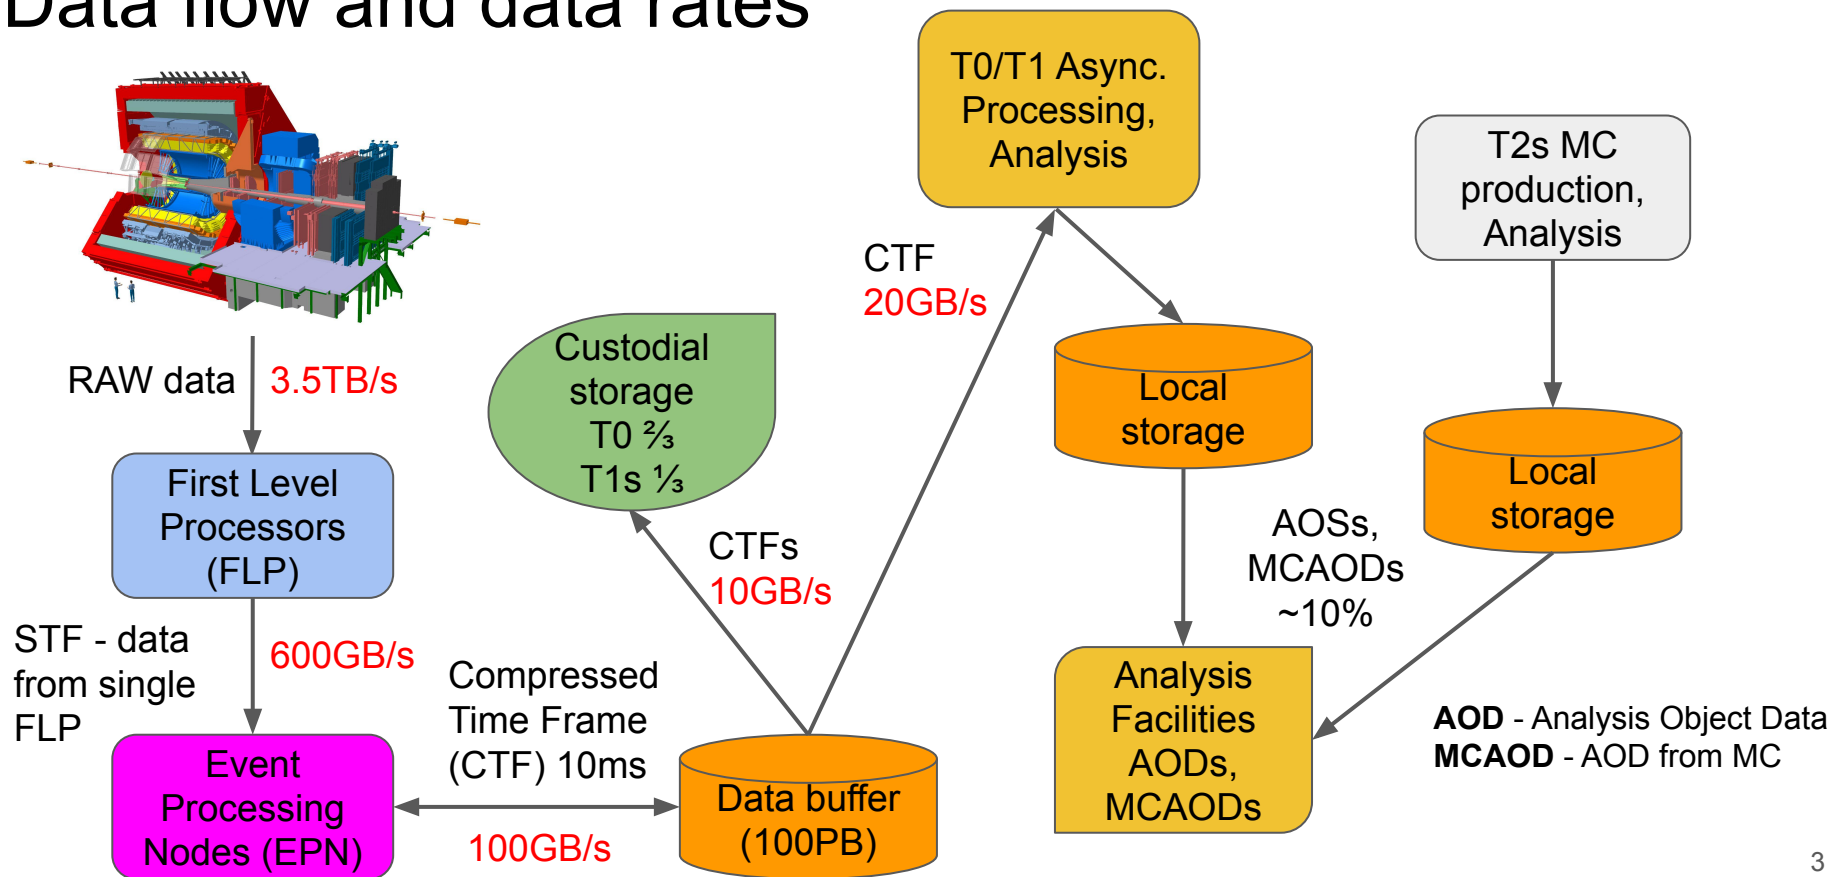 Data flow and data rates
T0/T1 Async.
Processing,
Analysis
T2s MC
production,
Analysis
CTF
20GB/s
Custodial
storage
T0 ⅔
T1s ⅓
RAW data
3.5TB/s
Local
storage
First Level
Processors
(FLP)
Local
storage
CTFs
10GB/s
AOSs,
MCAODs
~10%
STF - data
from single
FLP
600GB/s
Compressed
Time Frame
(CTF) 10ms
Analysis
Facilities
AODs,
MCAODs
AOD - Analysis Object Data
MCAOD - AOD from MC
Event
Processing
Nodes (EPN)
100GB/s
Data buffer
(100PB)
3